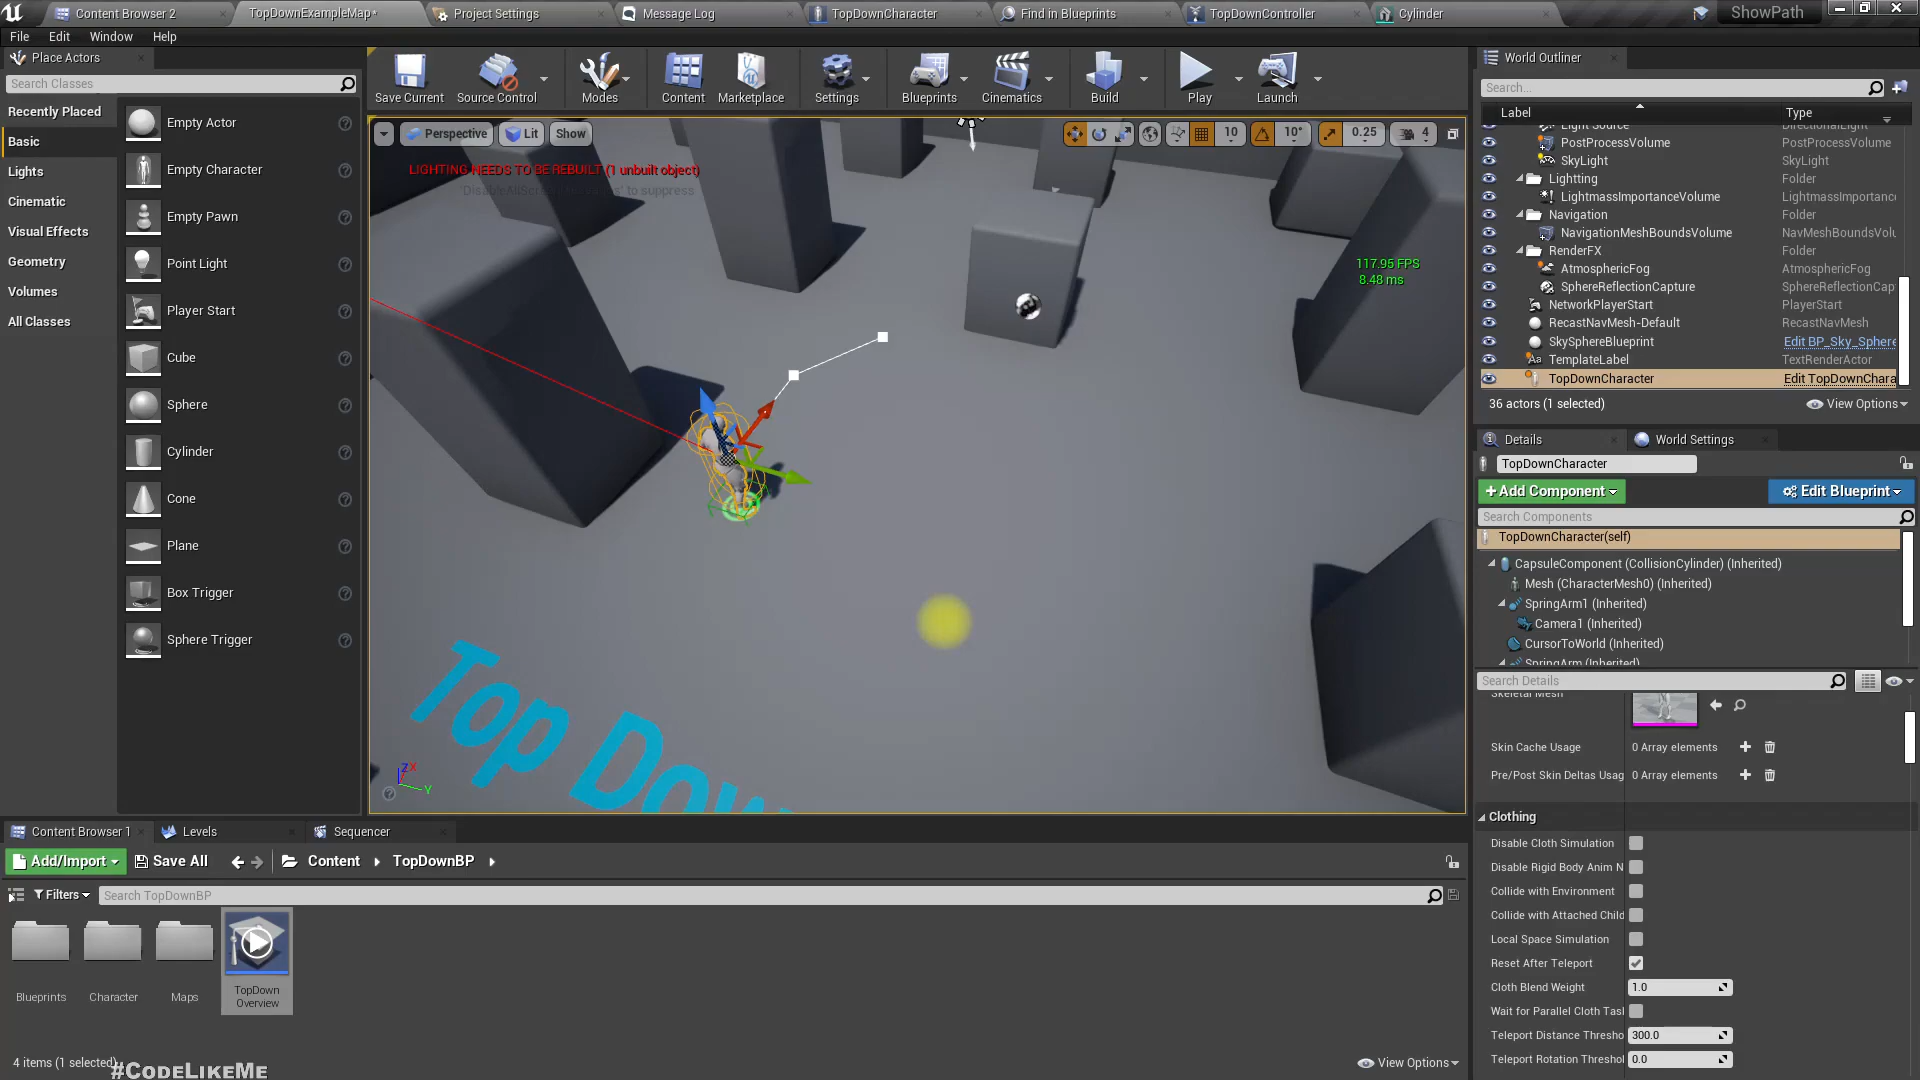 Content Browser 2
TopDownExampleMap*
Project Settings
Message Log
TopDownCharacter
Find in Blueprints
TopDownController
Cylinder
ShowPath
File Edit Window Help
Place Actors
Search Classes
Recently Placed
Basic
Lights
Cinematic
Visual Effects
Geometry
Volumes
All Classes
Empty Actor
Empty Character
Empty Pawn
Point Light
Player Start
Cube
Sphere
Cylinder
Cone
Plane
Box Trigger
Sphere Trigger
Save Current
Source Control
Modes
Content
Marketplace
Settings
Blueprints
Cinematics
Build
Play
Launch
Perspective Lit Show
10 10° 0.25 4
LIGHTING NEEDS TO BE REBUILT (1 unbuilt object)
to suppress
117.95 FPS
8.48 ms
Top Dow
Z X
Y
World Outliner
Search...
Label Type
Light Source DirectionalLight
PostProcessVolume PostProcessVolume
SkyLight SkyLight
Lightting Folder
LightmassImportanceVolume LightmassImportanc
Navigation Folder
NavigationMeshBoundsVolume NavMeshBoundsVolu
RenderFX Folder
AtmosphericFog AtmosphericFog
SphereReflectionCapture SphereReflectionCap
NetworkPlayerStart PlayerStart
RecastNavMesh-Default RecastNavMesh
SkySphereBlueprint Edit BP_Sky_Sphere
TemplateLabel TextRenderActor
TopDownCharacter Edit TopDownChara
36 actors (1 selected) View Options
Details World Settings
TopDownCharacter
+Add Component Edit Blueprint
Search Components
TopDownCharacter(self)
CapsuleComponent (CollisionCylinder) (Inherited)
Mesh (CharacterMesh0) (Inherited)
SpringArm1 (Inherited)
Camera1 (Inherited)
CursorToWorld (Inherited)
SpringArm (Inherited)
Search Details
Skeletal Mesh
Skin Cache Usage 0 Array elements
Pre/Post Skin Deltas Usag 0 Array elements
Clothing
Disable Cloth Simulation
Disable Rigid Body Anim N
Collide with Environment
Collide with Attached Child
Local Space Simulation
Reset After Teleport
Cloth Blend Weight 1.0
Wait for Parallel Cloth Tas
Teleport Distance Thresho 300.0
Teleport Rotation Threshol 0.0
Content Browser 1
Levels
Sequencer
Add/Import Save All Content TopDownBP
Filters Search TopDownBP
Blueprints
Character
Maps
TopDown
Overview
4 items (1 selected)
View Options
#CODELIKEME